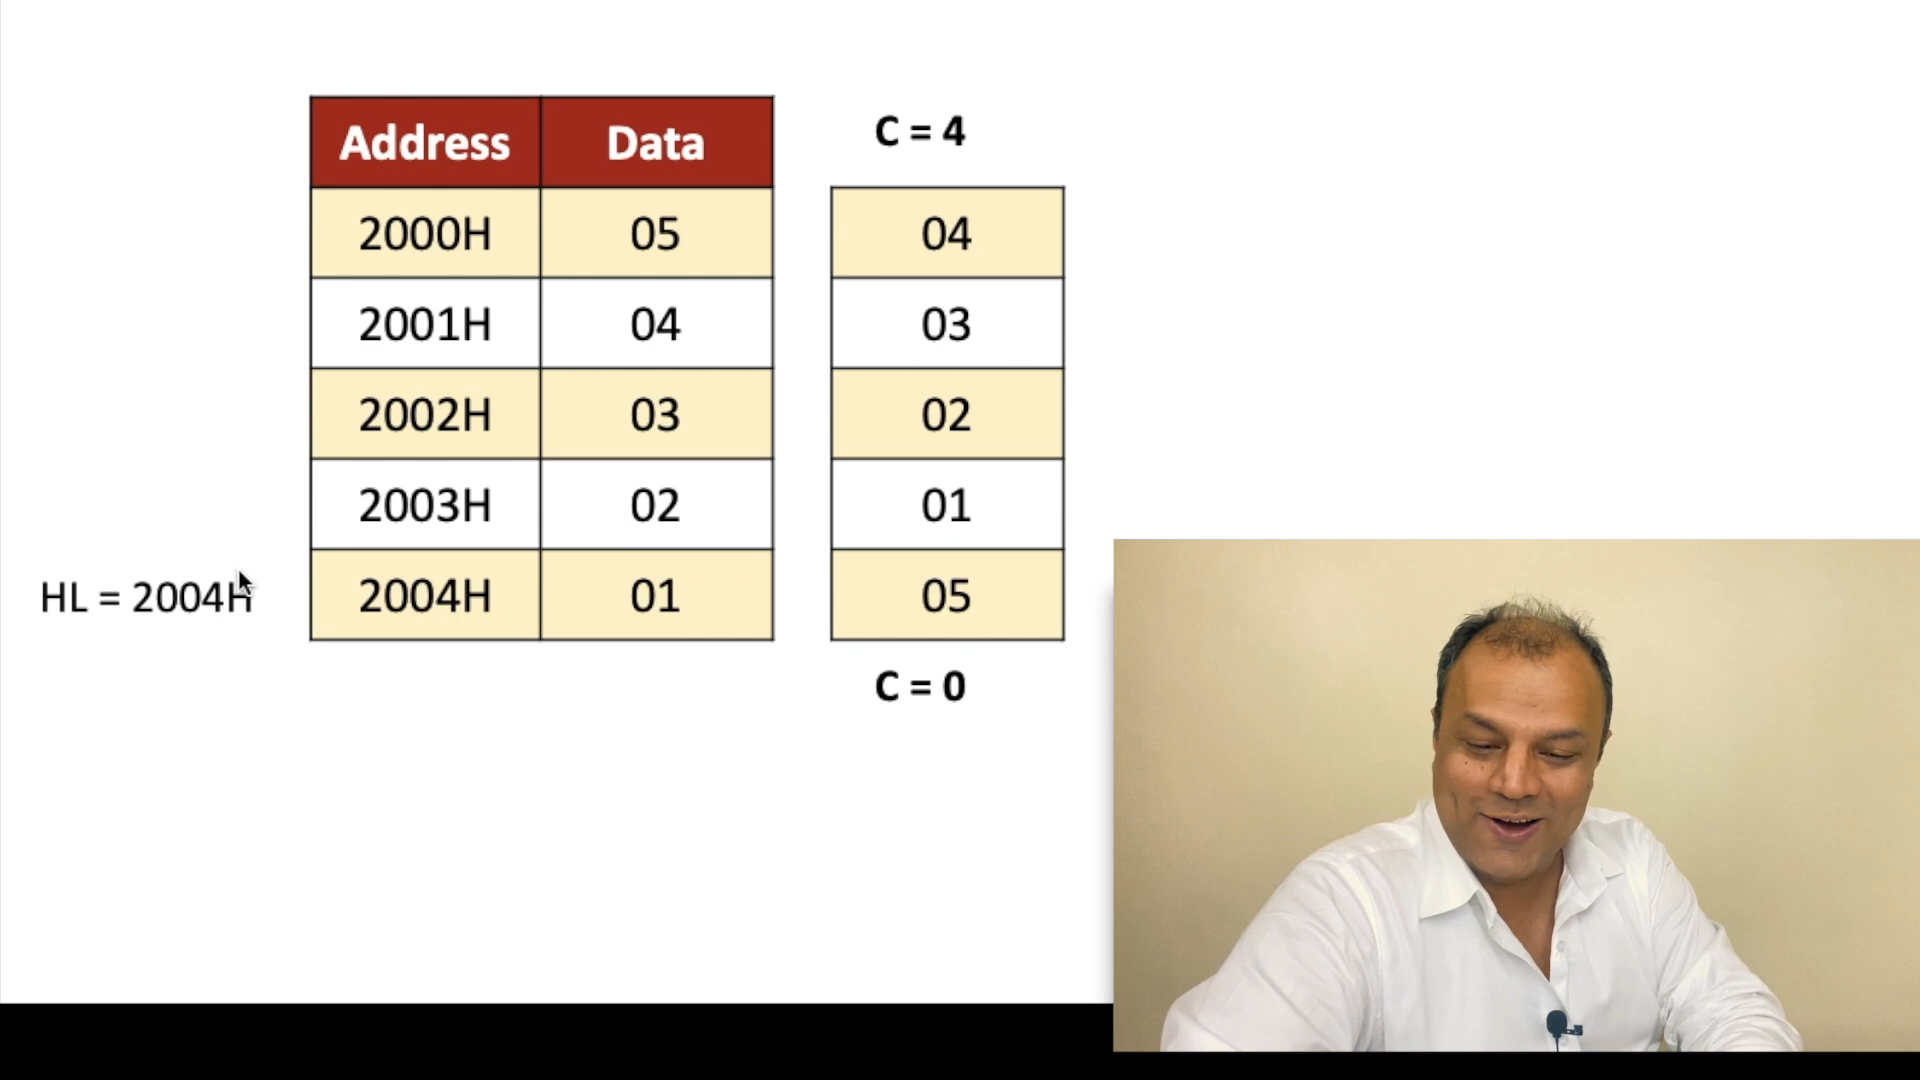 C = 4
Address Data
2000H 05 04
2001H 04 03
2002H 03 02
2003H 02 01
HL = 2004H 2004H 01 05
C = 0